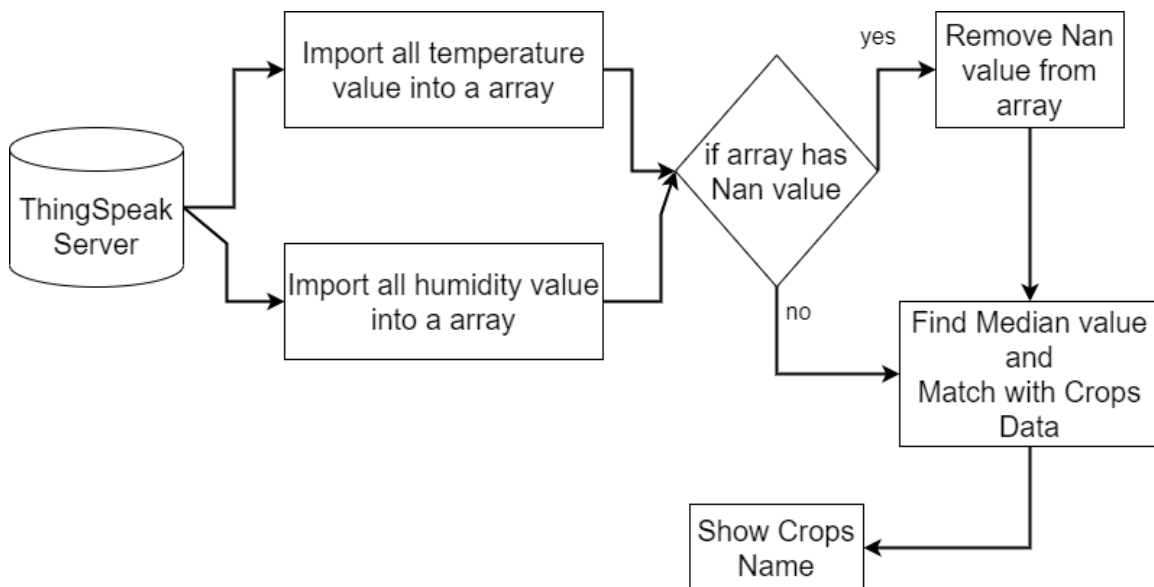 ThingSpeak
Server
Import all temperature
value into a array
Import all humidity value
into a array
if array has
Nan value
yes
Remove Nan
value from
array
no
Find Median value
and
Match with Crops
Data
Show Crops
Name